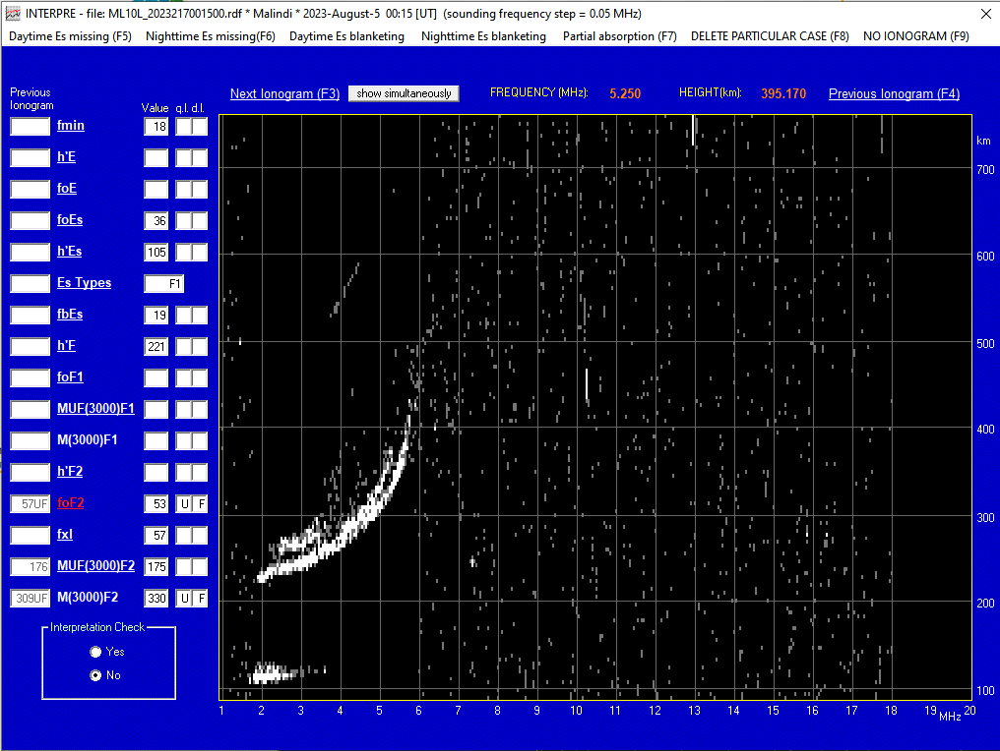 INTERPRE - file: ML10L_2023217001500.rdf * Malindi * 2023-August-5 00:15 [UT] (sounding frequency step = 0.05 MHz)
Daytime Es missing (F5) Nighttime Es missing(F6) Daytime Es blanketing Nighttime Es blanketing Partial absorption (F7) DELETE PARTICULAR CASE (F8) NO IONOGRAM (F9)
Previous
Ionogram
Value q.l. d.l.
Next Ionogram (F3) show simultaneously FREQUENCY (MHz): 5.250 HEIGHT(km): 395.170 Previous Ionogram (F4)
fmin 18
h'E
foE
foEs 36
h'Es 105
Es Types F1
fbEs 19
h'F 221
foF1
MUF(3000)F1
M(3000)F1
h'F2
57UF foF2 53 U F
fxI 57
176 MUF(3000)F2 175
309UF M(3000)F2 330 U F
Interpretation Check
Yes
No
km
700
600
500
400
300
200
100
1 2 3 4 5 6 7 8 9 10 11 12 13 14 15 16 17 18 19 20
MHz